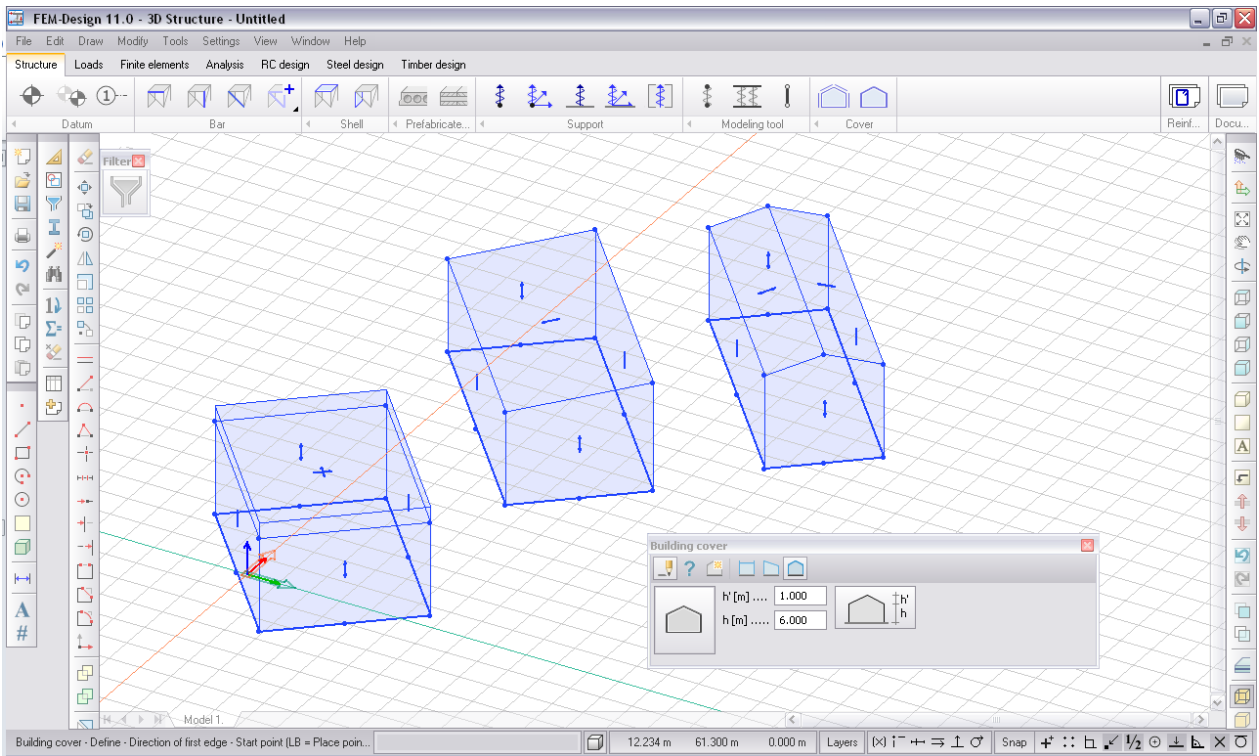 FEM-Design 11.0 - 3D Structure - Untitled
File Edit Draw Modify Tools Settings View Window Help
Structure Loads Finite elements Analysis RC design Steel design Timber design
1
Datum Bar Shell Prefabricate... Support Modeling tool Cover Reinf... Docu...
Filter
A
Building cover
?
h' [m] .... 1.000
h'
h [m] ..... 6.000
h
A
#
Model 1.
Building cover - Define - Direction of first edge - Start point (LB = Place poin...
12.234 m 61.300 m 0.000 m Layers Snap ½